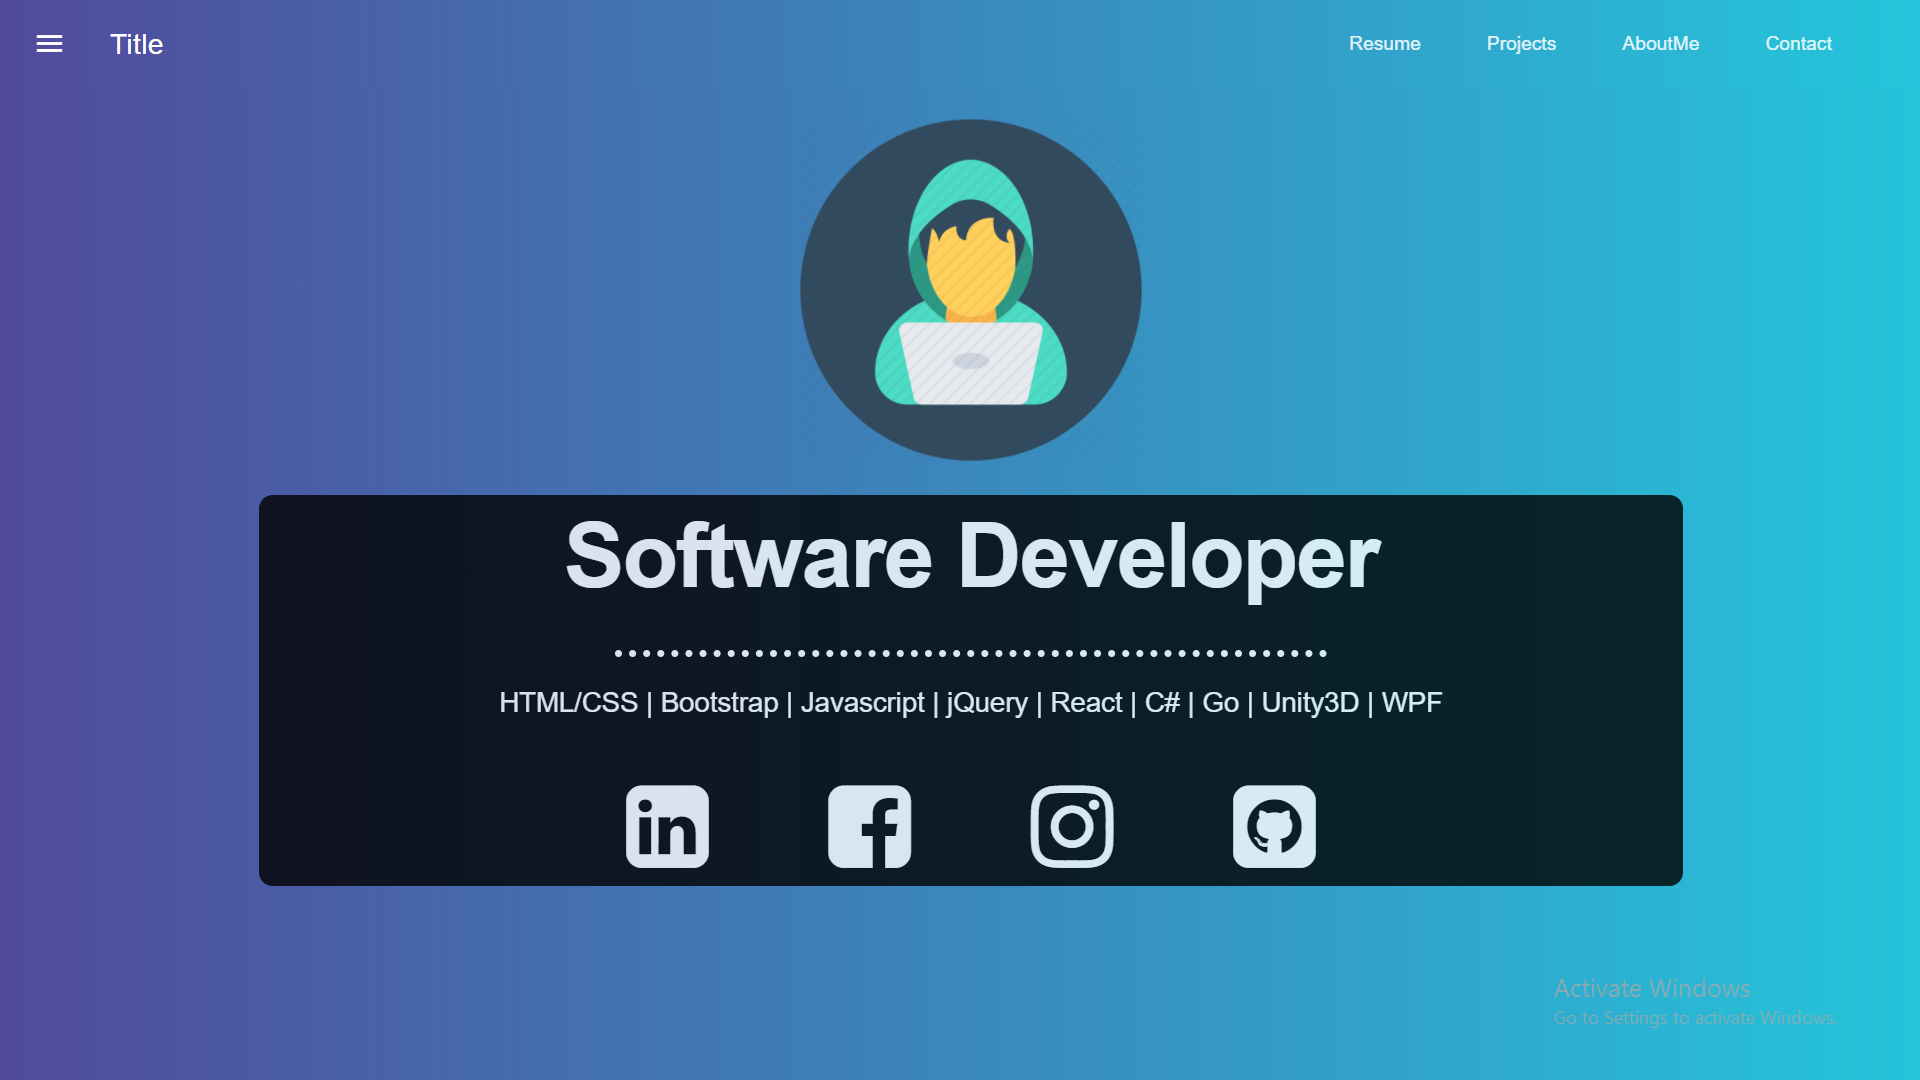 Title
Resume Projects AboutMe Contact
Software Developer
HTML/CSS | Bootstrap | Javascript | jQuery | React | C# | Go | Unity3D | WPF
in
Activate Windows
Go to Settings to activate Windows.